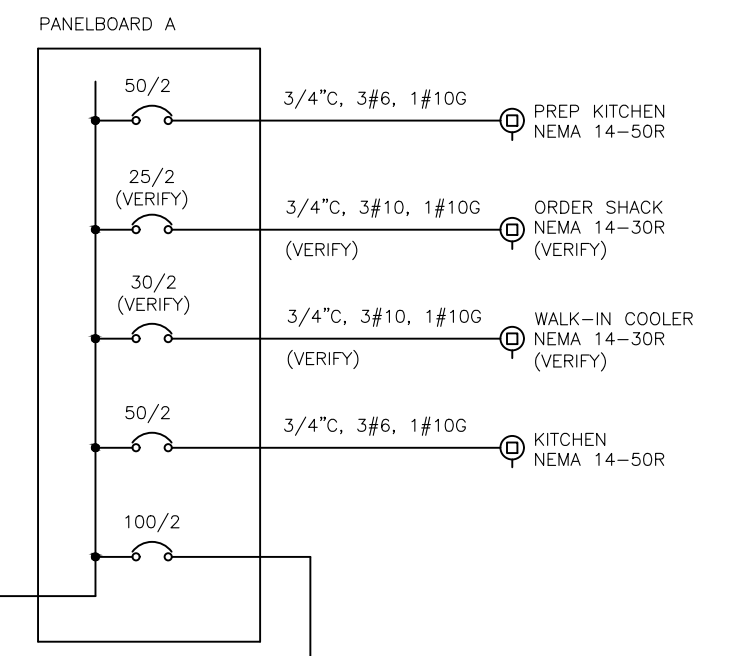 PANELBOARD A
50/2
3/4"C, 3#6, 1#10G
PREP KITCHEN
NEMA 14-50R
25/2
(VERIFY)
3/4"C, 3#10, 1#10G
(VERIFY)
ORDER SHACK
NEMA 14-30R
(VERIFY)
30/2
(VERIFY)
3/4"C, 3#10, 1#10G
(VERIFY)
WALK-IN COOLER
NEMA 14-30R
(VERIFY)
50/2
3/4"C, 3#6, 1#10G
KITCHEN
NEMA 14-50R
100/2